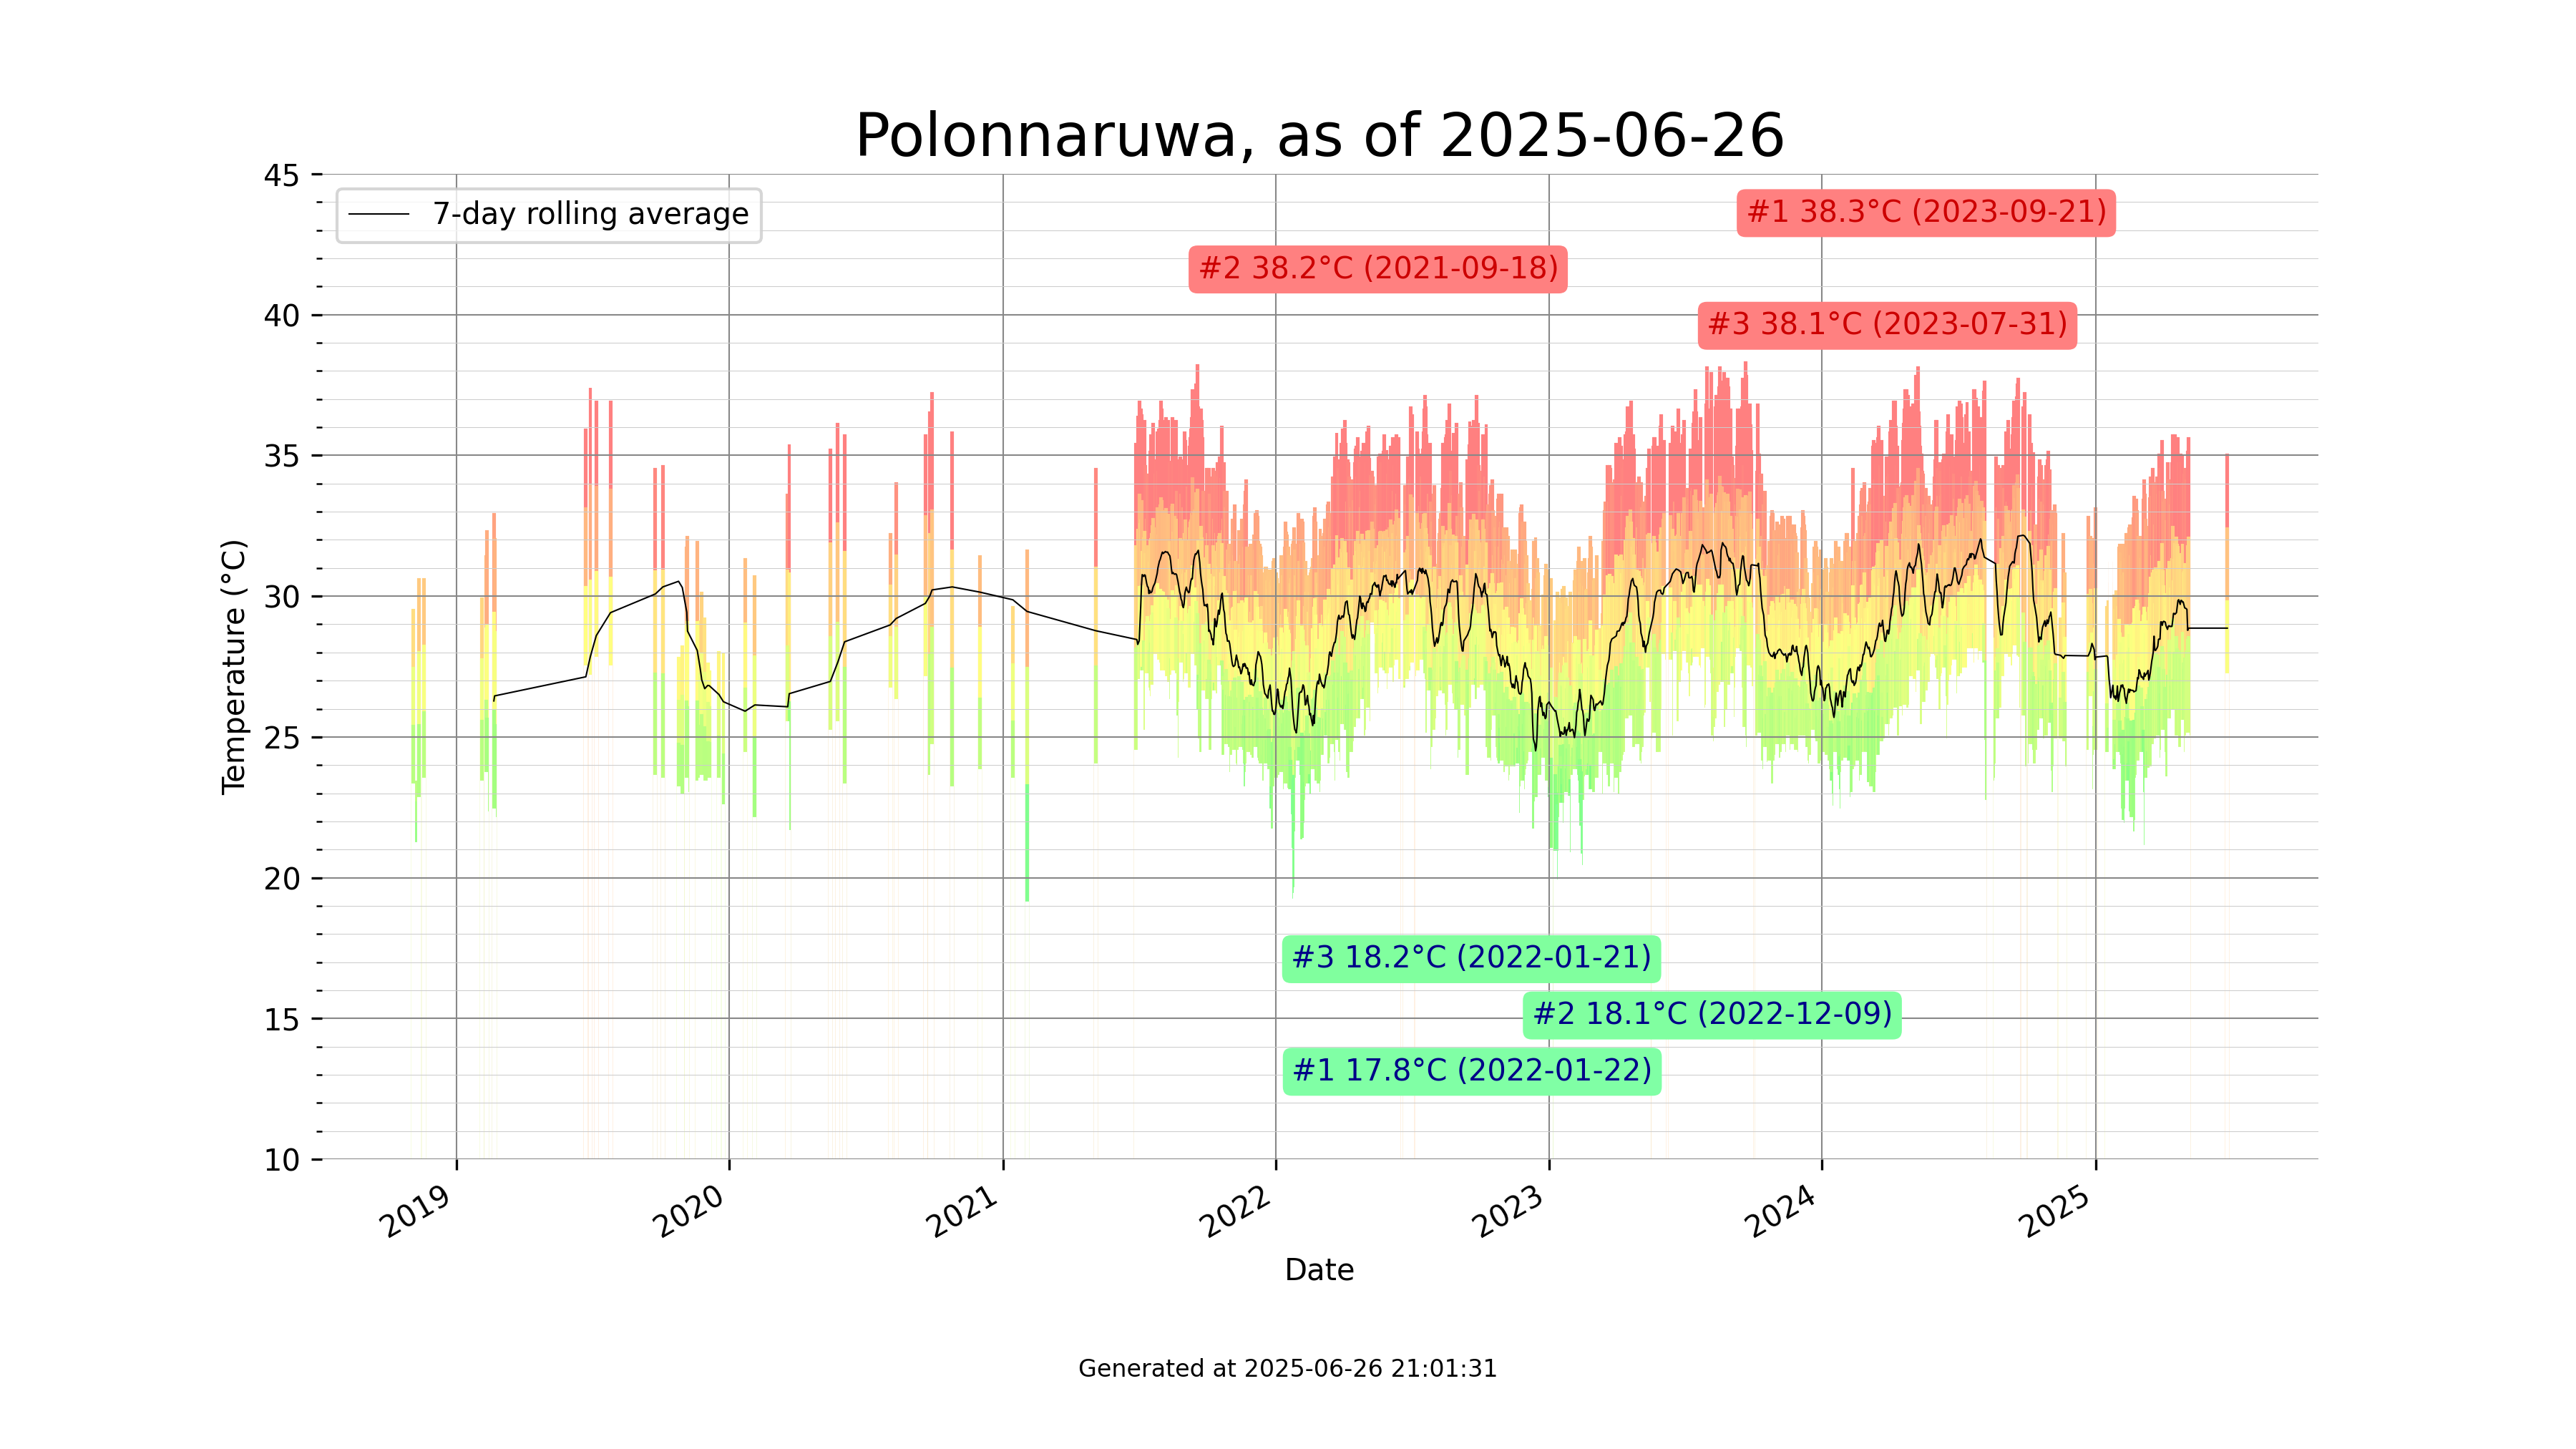 Polonnaruwa, as of 2025-06-26
7-day rolling average
#1 38.3°C (2023-09-21)
#2 38.2°C (2021-09-18)
#3 38.1°C (2023-07-31)
#3 18.2°C (2022-01-21)
#2 18.1°C (2022-12-09)
#1 17.8°C (2022-01-22)
Temperature (°C)
45
40
35
30
25
20
15
10
2019
2020
2021
2022
2023
2024
2025
Date
Generated at 2025-06-26 21:01:31